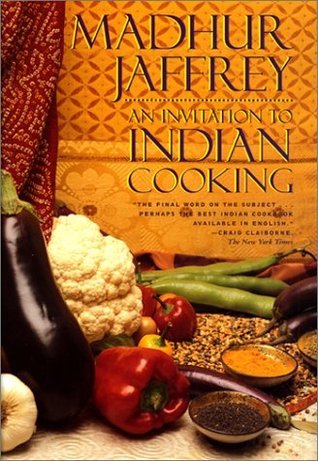 MADHUR
JAFFREY
AN INVITATION TO
INDIAN
COOKING
"THE FINAL WORD ON THE SUBJECT . . .
PERHAPS THE BEST INDIAN COOKBOOK
AVAILABLE IN ENGLISH."
—CRAIG CLAIBORNE,
The New York Times